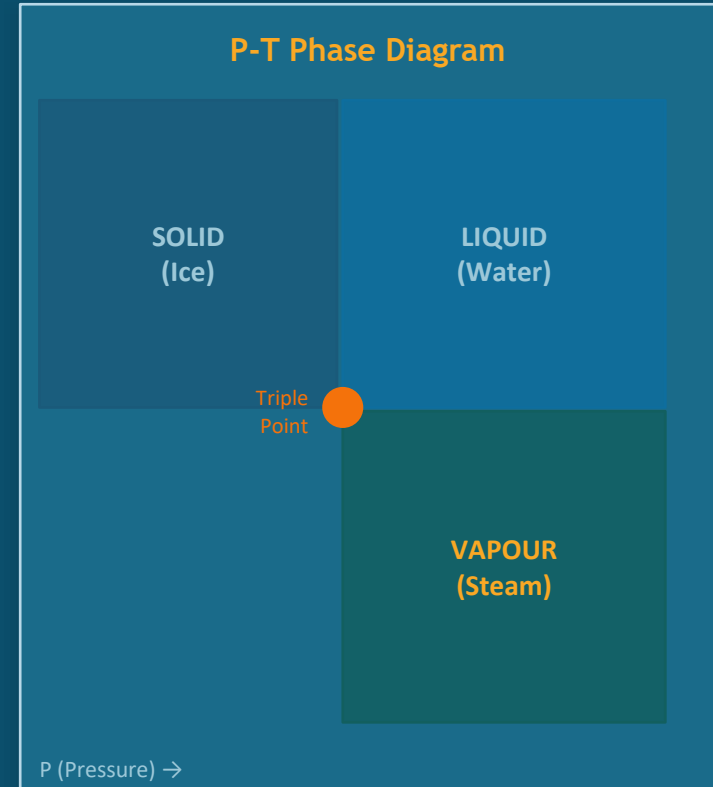 P-T Phase Diagram
SOLID
(Ice)
LIQUID
(Water)
Triple
Point
VAPOUR
(Steam)
P (Pressure) →